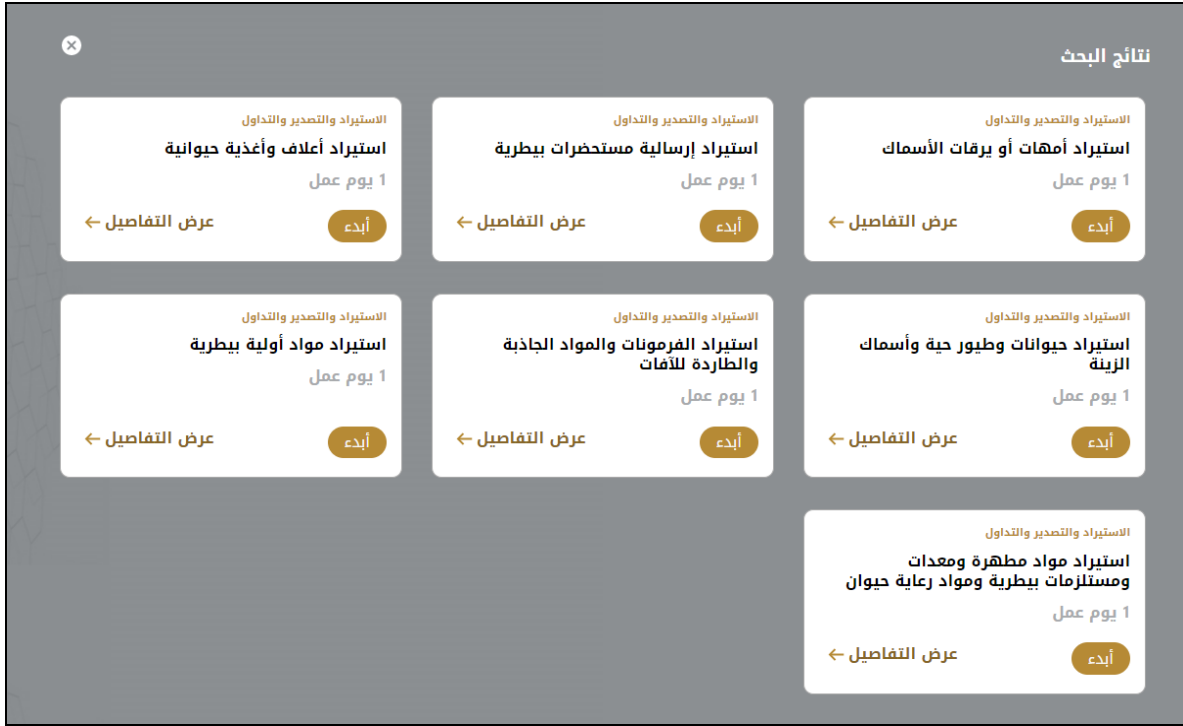 نتائج البحث
الاستيراد والتصدير والتداول
استيراد أمهات أو يرقات الأسماك
1 يوم عمل
أبدء
عرض التفاصيل
الاستيراد والتصدير والتداول
استيراد إرسالية مستحضرات بيطرية
1 يوم عمل
أبدء
عرض التفاصيل
الاستيراد والتصدير والتداول
استيراد أعلاف وأغذية حيوانية
1 يوم عمل
أبدء
عرض التفاصيل
الاستيراد والتصدير والتداول
استيراد حيوانات وطيور حية وأسماك
الزينة
1 يوم عمل
أبدء
عرض التفاصيل
الاستيراد والتصدير والتداول
استيراد الفرمونات والمواد الجاذبة
والطاردة للآفات
1 يوم عمل
أبدء
عرض التفاصيل
الاستيراد والتصدير والتداول
استيراد مواد أولية بيطرية
1 يوم عمل
أبدء
عرض التفاصيل
الاستيراد والتصدير والتداول
استيراد مواد مطهرة ومعدات
ومستلزمات بيطرية ومواد رعاية حيوان
1 يوم عمل
أبدء
عرض التفاصيل